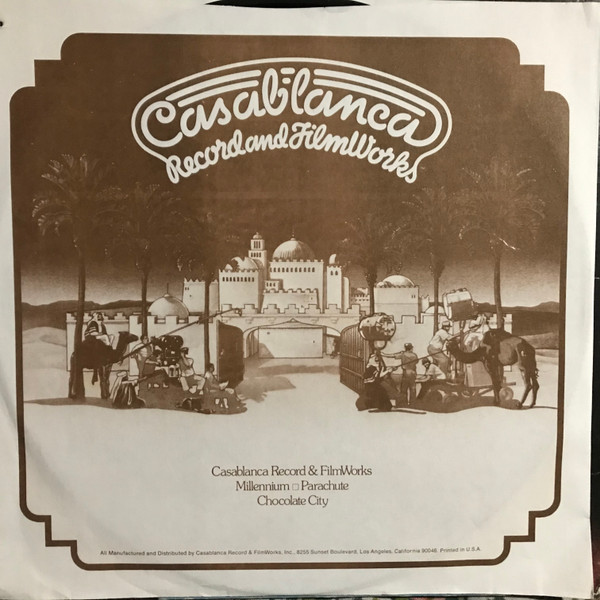 Casablanca
Record and FilmWorks
Casablanca Record & FilmWorks
Millennium □ Parachute
Chocolate City
All Manufactured and Distributed by Casablanca Record & FilmWorks, Inc., 8255 Sunset Boulevard, Los Angeles, California 90046. Printed in U.S.A.